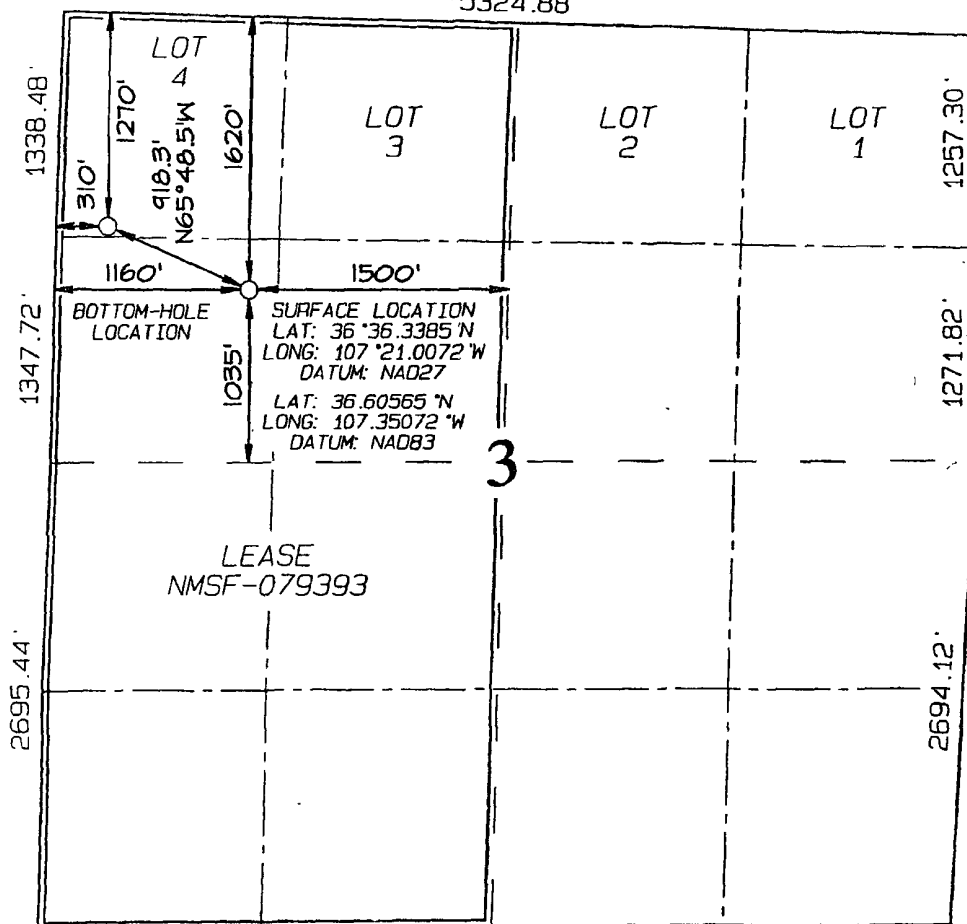 5324.88'
LOT
4
LOT
3
LOT
2
LOT
1
1338.48'
1270'
1620'
918.3'
N65°48.5'W
310'
1257.30'
1160'
1500'
BOTTOM-HOLE
LOCATION
SURFACE LOCATION
LAT: 36°36.3385'N
LONG: 107°21.0072'W
DATUM: NAD27
LAT: 36.60565°N
LONG: 107.35072°W
DATUM: NAD83
1347.72'
1035'
1271.82'
3
LEASE
NMSF-079393
2695.44'
2694.12'